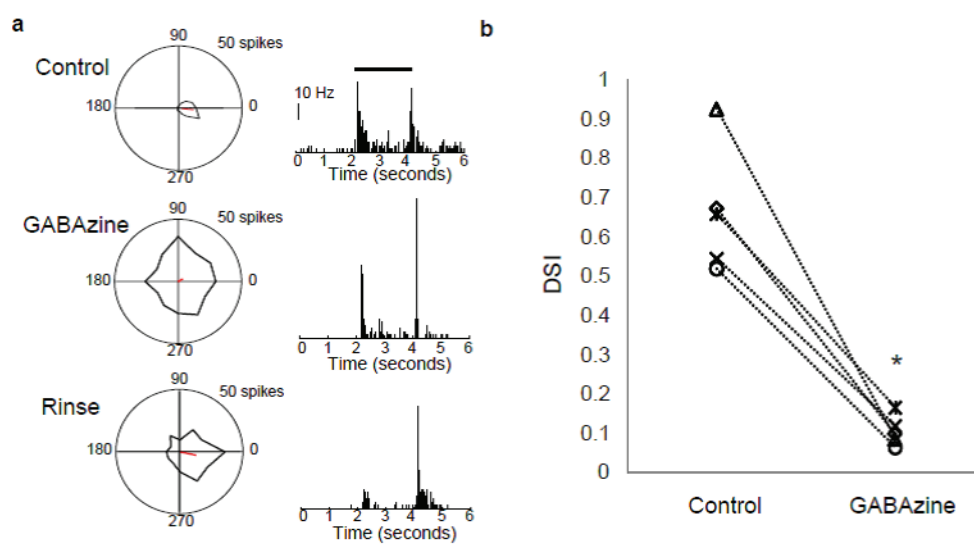 a
Control
90
50 spikes
180
0
270
10 Hz
0 1 2 3 4 5 6
Time (seconds)
GABAzine
90
50 spikes
180
0
270
0 1 2 3 4 5 6
Time (seconds)
Rinse
90
50 spikes
180
0
270
0 1 2 3 4 5 6
Time (seconds)
b
DSI
1
0.9
0.8
0.7
0.6
0.5
0.4
0.3
0.2
0.1
0
*
Control GABAzine